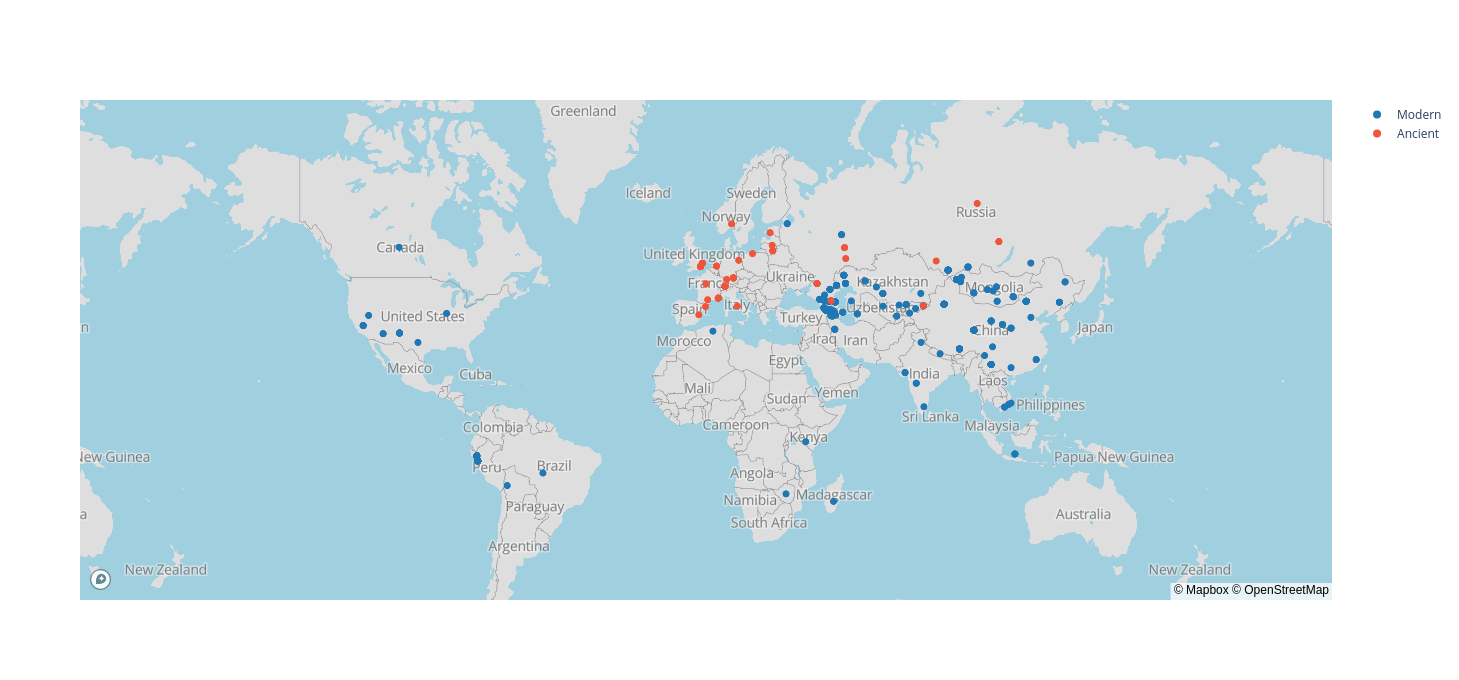 Modern
Ancient
Greenland
Iceland
Sweden
Norway
Russia
Canada
United Kingdom
Ukraine
Kazakhstan
Mongolia
Franc
United States
Spain
Italy
Turkey
Uzbekistan
China
Japan
n
Morocco
Iraq
Iran
Mexico
Cuba
Egypt
India
Laos
Mali
Sudan
Yemen
Philippines
Sri Lanka
Malaysia
Colombia
Cameroon
Kenya
New Guinea
Peru
Brazil
Papua New Guinea
Angola
Namibia
Madagascar
Paraguay
a
South Africa
Australia
Argentina
New Zealand
New Zealand
© Mapbox © OpenStreetMap